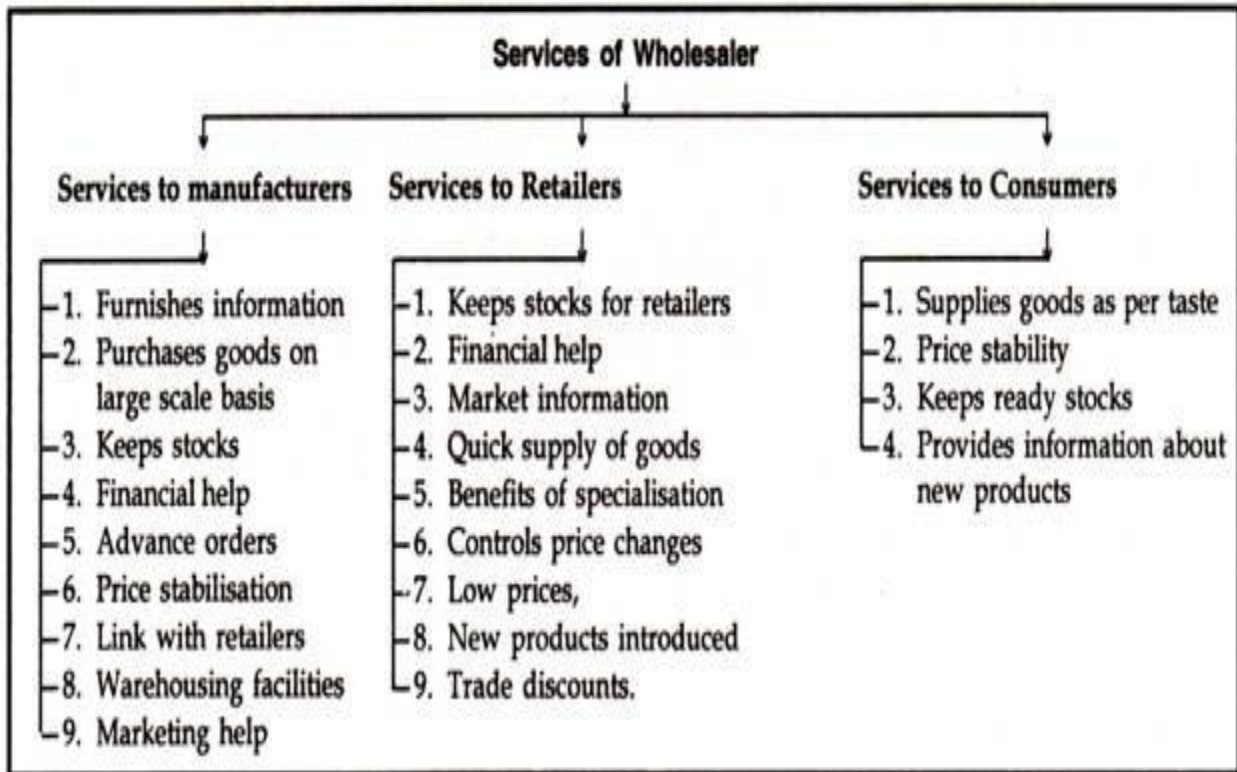 Services of Wholesaler
Services to manufacturers
1. Furnishes information
2. Purchases goods on
large scale basis
3. Keeps stocks
4. Financial help
5. Advance orders
6. Price stabilisation
7. Link with retailers
8. Warehousing facilities
9. Marketing help
Services to Retailers
1. Keeps stocks for retailers
2. Financial help
3. Market information
4. Quick supply of goods
5. Benefits of specialisation
6. Controls price changes
7. Low prices,
8. New products introduced
9. Trade discounts.
Services to Consumers
1. Supplies goods as per taste
2. Price stability
3. Keeps ready stocks
4. Provides information about
new products